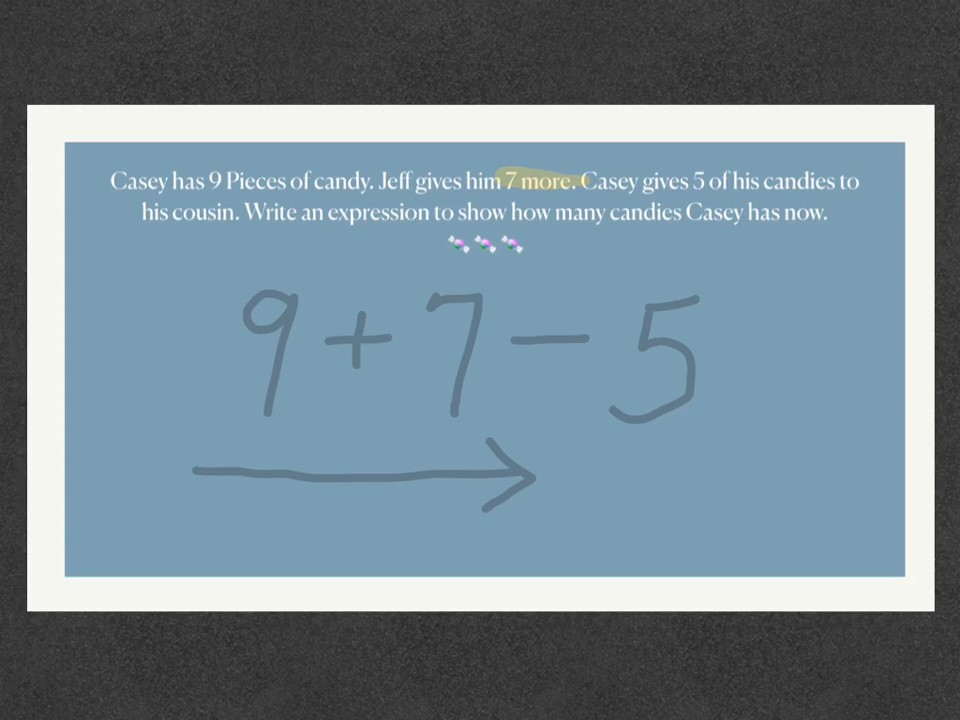 Casey has 9 Pieces of candy. Jeff gives him 7 more. Casey gives 5 of his candies to
his cousin. Write an expression to show how many candies Casey has now.
9 + 7 - 5